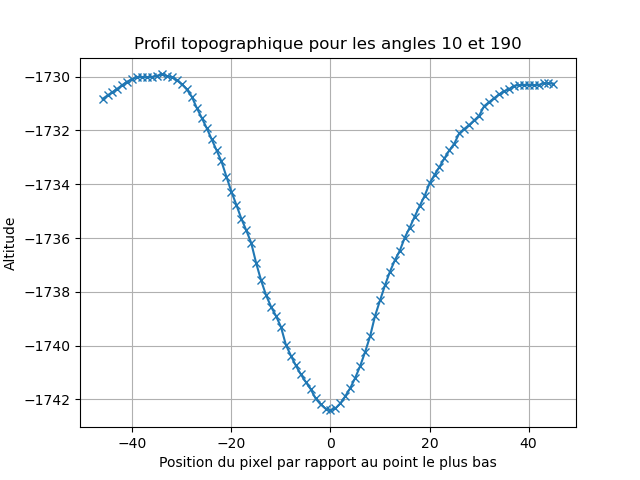 Profil topographique pour les angles 10 et 190
−1730
−1732
−1734
−1736
−1738
−1740
−1742
Altitude
−40 −20 0 20 40
Position du pixel par rapport au point le plus bas